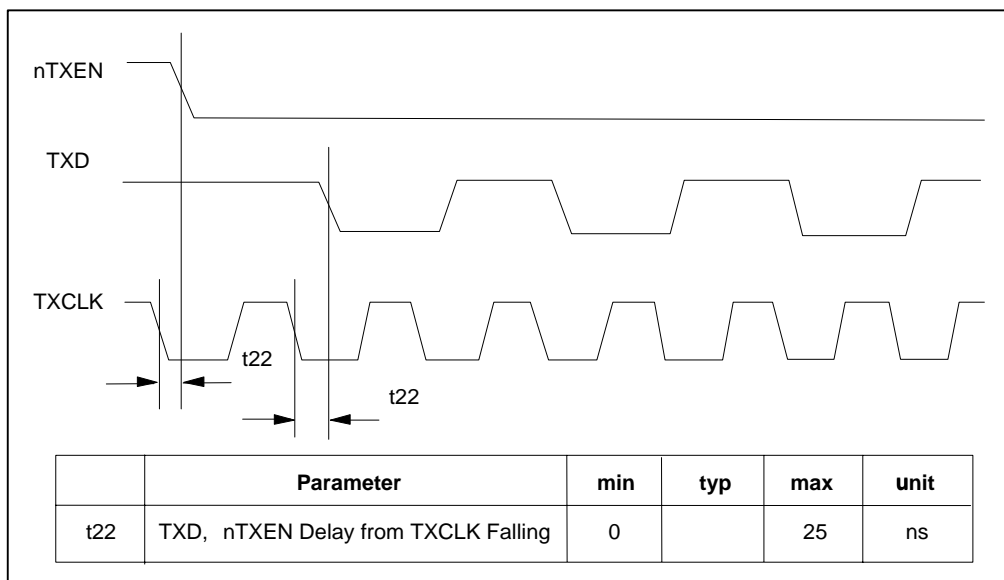 nTXEN
TXD
TXCLK
t22
t22
Parameter min typ max unit
t22 TXD, nTXEN Delay from TXCLK Falling 0 25 ns